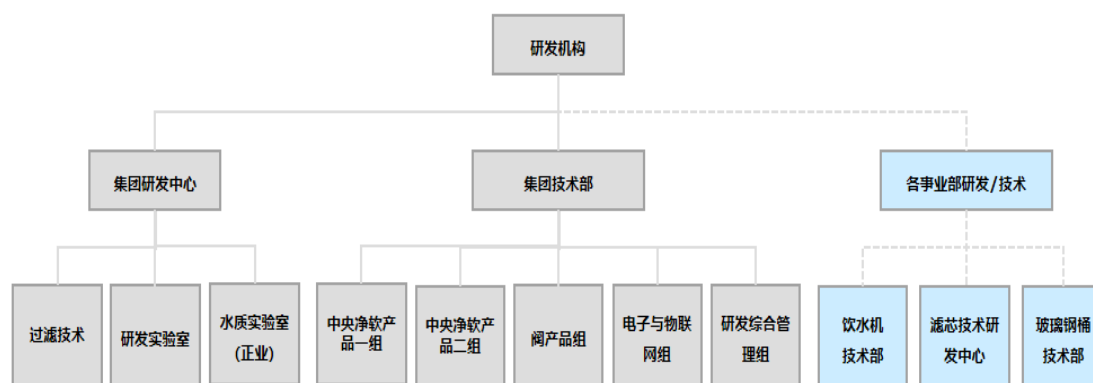 研发机构
集团研发中心
集团技术部
各事业部研发/技术
过滤技术
研发实验室
水质实验室
(正业)
中央净软产
品一组
中央净软产
品二组
阀产品组
电子与物联
网组
研发综合管
理组
饮水机
技术部
滤芯技术研
发中心
玻璃钢桶
技术部